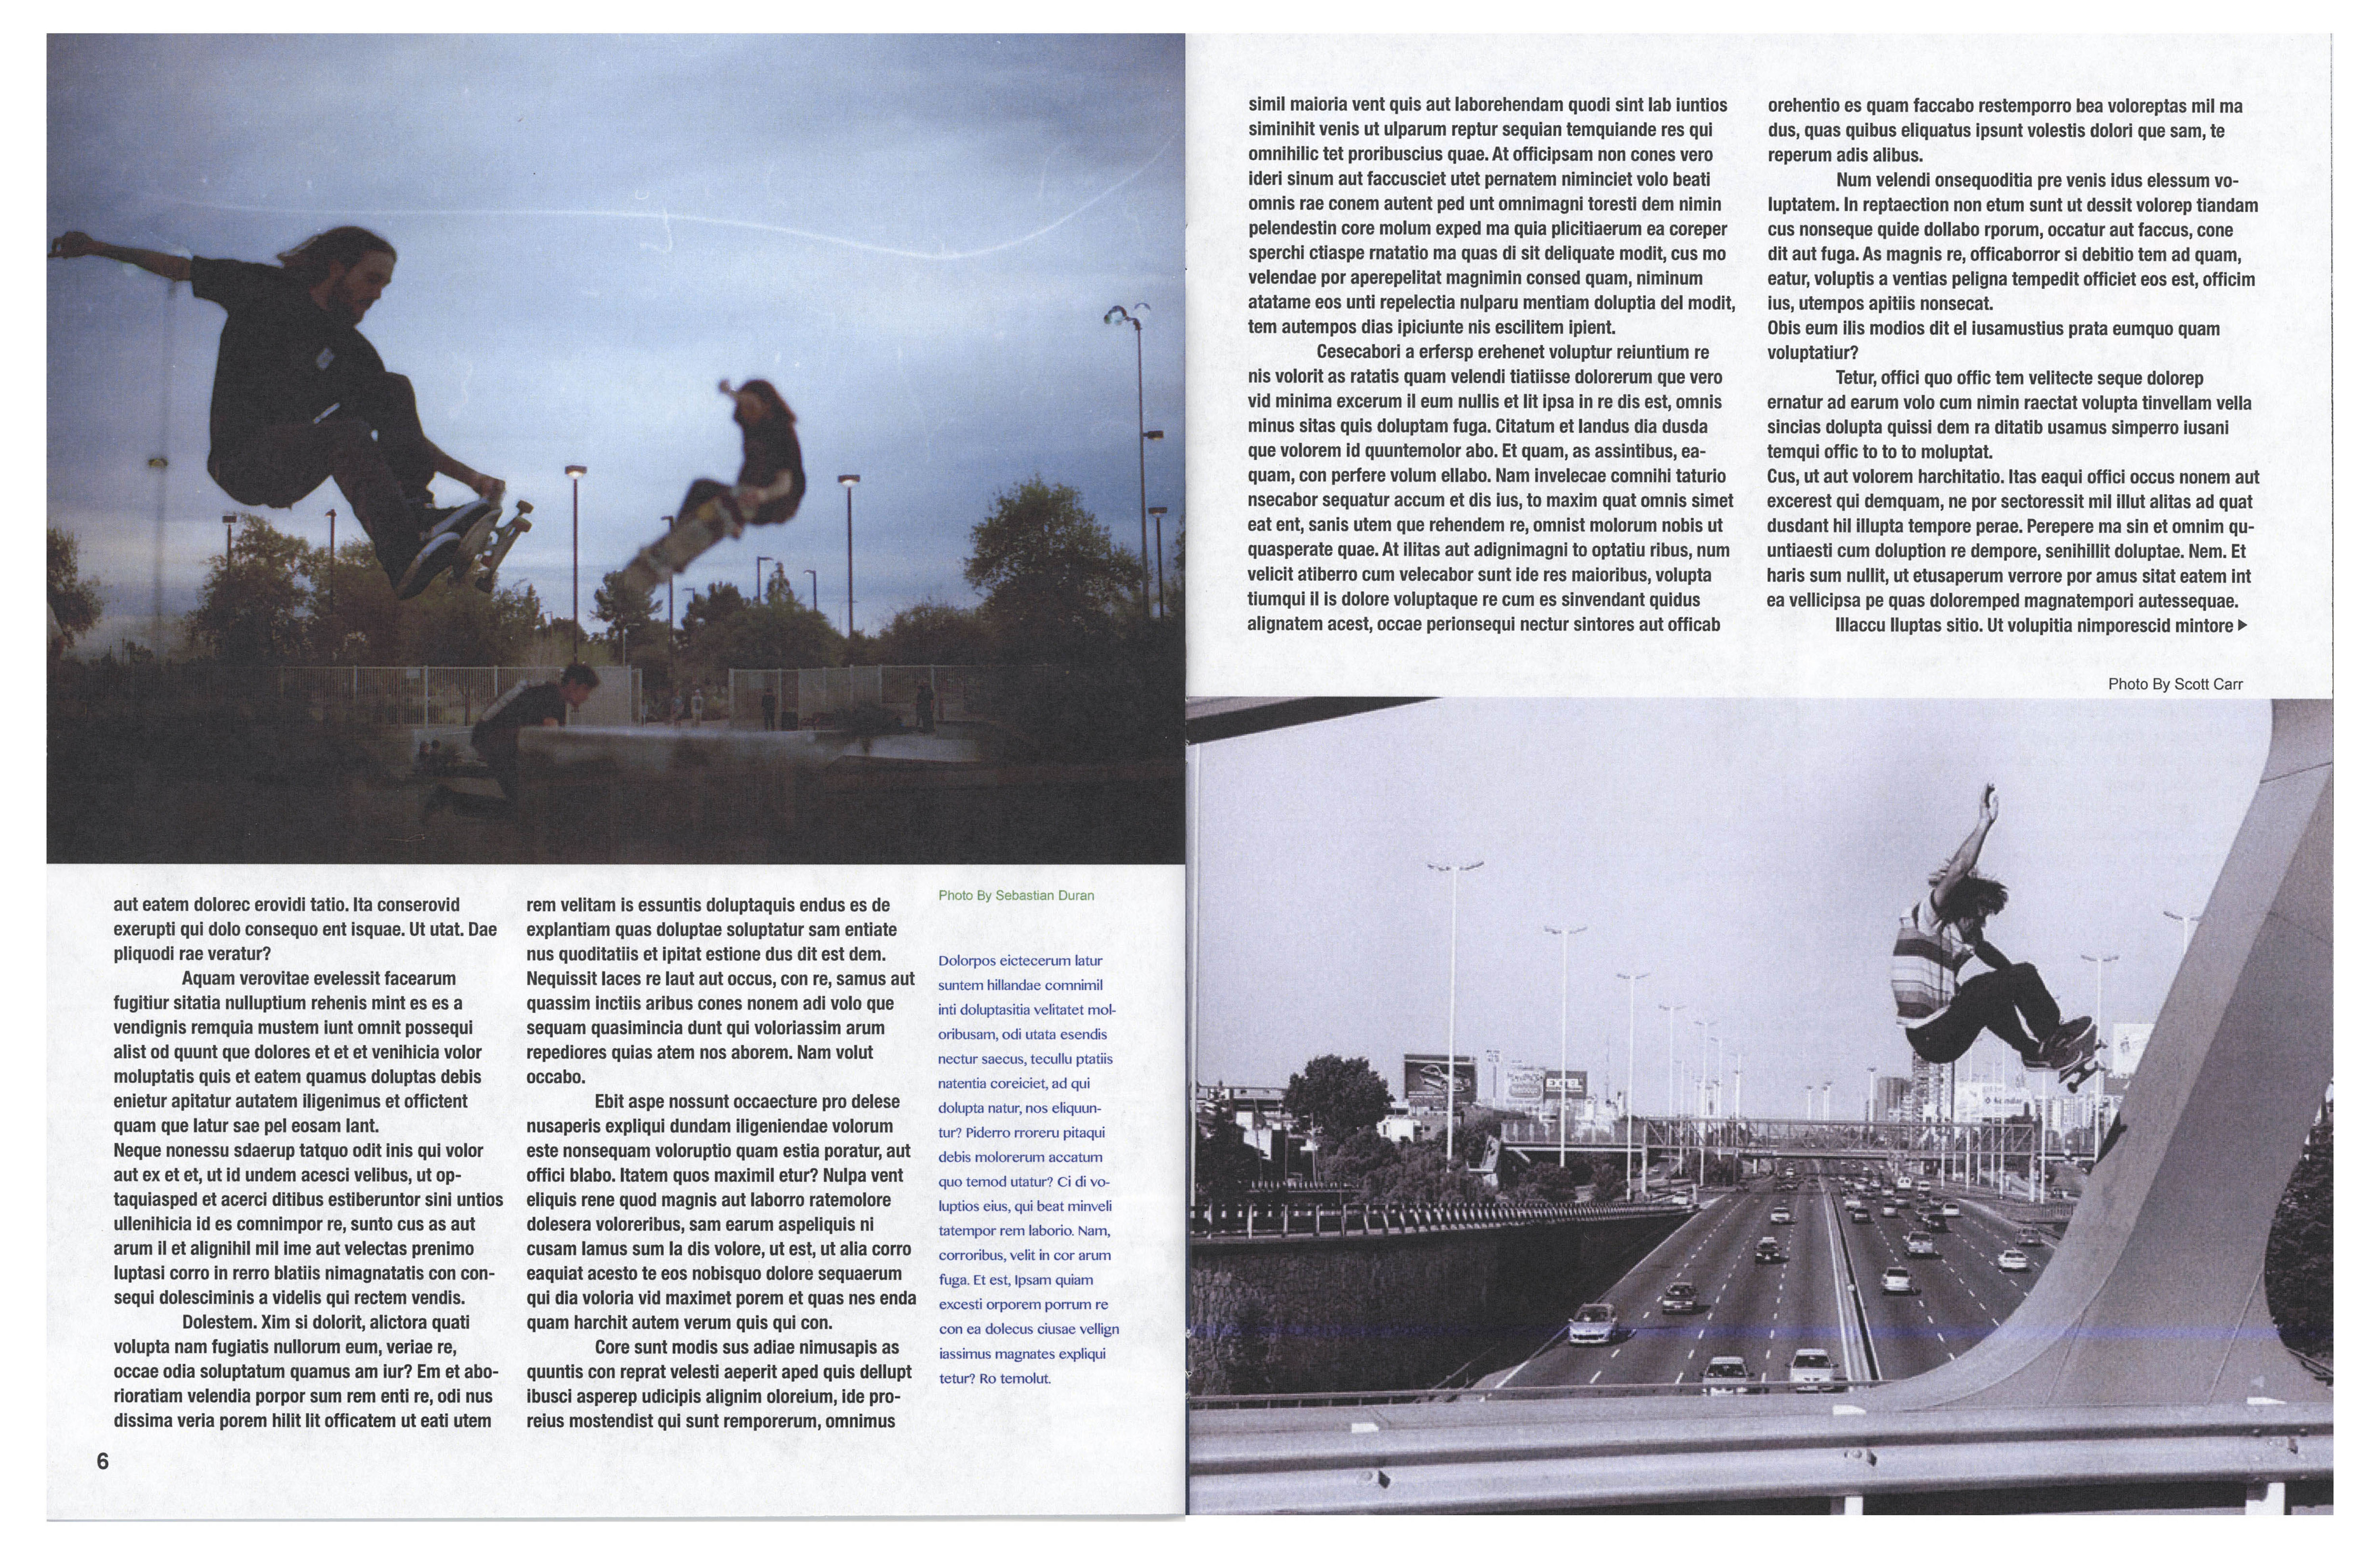 aut eatem dolorec erovidi tatio. Ita conserovid
exerupti qui dolo consequo ent isquae. Ut utat. Dae
pliquodi rae veratur?
Aquam verovitae evelessit facearum
fugitiur sitatia nulluptium rehenis mint es es a
vendignis remquia mustem iunt omnit possequi
alist od quunt que dolores et et et venihicia volor
moluptatis quis et eatem quamus doluptas debis
enietur apitatur autatem iligenimus et offictent
quam que latur sae pel eosam lant.
Neque nonessu sdaerup tatquo odit inis qui volor
aut ex et et, ut id undem acesci velibus, ut op-
taquiasped et acerci ditibus estiberuntor sini untios
ullenihicia id es comnimpor re, sunto cus as aut
arum il et alignihil mil ime aut velectas prenimo
luptasi corro in rerro blatiis nimagnatatis con con-
sequi dolesciminis a videlis qui rectem vendis.
Dolestem. Xim si dolorit, alictora quati
volupta nam fugiatis nullorum eum, veriae re,
occae odia soluptatum quamus am iur? Em et abo-
rioratiam velendia porpor sum rem enti re, odi nus
dissima veria porem hilit lit officatem ut eati utem
rem velitam is essuntis doluptaquis endus es de
explantiam quas doluptae soluptatur sam entiate
nus quoditatiis et ipitat estione dus dit est dem.
Nequissit laces re laut aut occus, con re, samus aut
quassim inctiis aribus cones nonem adi volo que
sequam quasimincia dunt qui voloriassim arum
repediores quias atem nos aborem. Nam volut
occabo.
Ebit aspe nossunt occaecture pro delese
nusaperis expliqui dundam iligeniendae volorum
este nonsequam voloruptio quam estia poratur, aut
offici blabo. Itatem quos maximil etur? Nulpa vent
eliquis rene quod magnis aut laborro ratemolore
dolesera voloreribus, sam earum aspeliquis ni
cusam lamus sum la dis volore, ut est, ut alia corro
eaquiat acesto te eos nobisquo dolore sequaerum
qui dia voloria vid maximet porem et quas nes enda
quam harchit autem verum quis qui con.
Core sunt modis sus adiae nimusapis as
quuntis con reprat velesti aeperit aped quis dellupt
ibusci asperep udicipis alignim oloreium, ide pro-
reius mostendist qui sunt remporerum, omnimus
Photo By Sebastian Duran
Dolorpos eictecerum latur
suntem hillandae comnimil
inti doluptasitia velitatet mol-
oribusam, odi utata esendis
nectur saecus, tecullu ptatiis
natentia coreiciet, ad qui
dolupta natur, nos eliquun-
tur? Piderro rroreru pitaqui
debis molorerum accatum
quo temod utatur? Ci di vo-
luptios eius, qui beat minveli
tatempor rem laborio. Nam,
corroribus, velit in cor arum
fuga. Et est, Ipsam quiam
excesti orporem porrum re
con ea dolecus ciusae vellign
iassimus magnates expliqui
tetur? Ro temolut.
6
simil maioria vent quis aut laborehendam quodi sint lab iuntios
siminihit venis ut ulparum reptur sequian temquiande res qui
omnihilic tet proribuscius quae. At officipsam non cones vero
ideri sinum aut faccusciet utet pernatem niminciet volo beati
omnis rae conem autent ped unt omnimagni toresti dem nimin
pelendestin core molum exped ma quia plicitiaerum ea coreper
sperchi ctiaspe rnatatio ma quas di sit deliquate modit, cus mo
velendae por aperepelitat magnimin consed quam, niminum
atatame eos unti repelectia nulparu mentiam doluptia del modit,
tem autempos dias ipiciunte nis escilitem ipient.
Cesecabori a erfersp erehenet voluptur reiuntium re
nis volorit as ratatis quam velendi tiatiisse dolorerum que vero
vid minima excerum il eum nullis et lit ipsa in re dis est, omnis
minus sitas quis doluptam fuga. Citatum et landus dia dusda
que volorem id quuntemolor abo. Et quam, as assintibus, ea-
quam, con perfere volum ellabo. Nam invelecae comnihi taturio
nsecabor sequatur accum et dis ius, to maxim quat omnis simet
eat ent, sanis utem que rehendem re, omnist molorum nobis ut
quasperate quae. At ilitas aut adignimagni to optatiu ribus, num
velicit atiberro cum velecabor sunt ide res maioribus, volupta
tiumqui il is dolore voluptaque re cum es sinvendant quidus
alignatem acest, occae perionsequi nectur sintores aut officab
orehentio es quam faccabo restemporro bea voloreptas mil ma
dus, quas quibus eliquatus ipsunt volestis dolori que sam, te
reperum adis alibus.
Num velendi onsequoditia pre venis idus elessum vo-
luptatem. In reptaection non etum sunt ut dessit volorep tiandam
cus nonseque quide dollabo rporum, occatur aut faccus, cone
dit aut fuga. As magnis re, officaborror si debitio tem ad quam,
eatur, voluptis a ventias peligna tempedit officiet eos est, officim
ius, utempos apitiis nonsecat.
Obis eum ilis modios dit el iusamustius prata eumquo quam
voluptatiur?
Tetur, offici quo offic tem velitecte seque dolorep
ernatur ad earum volo cum nimin raectat volupta tinvellam vella
sincias dolupta quissi dem ra ditatib usamus simperro iusani
temqui offic to to to moluptat.
Cus, ut aut volorem harchitatio. Itas eaqui offici occus nonem aut
excerest qui demquam, ne por sectoressit mil illut alitas ad quat
dusdant hil illupta tempore perae. Perepere ma sin et omnim qu-
untiaesti cum doluption re dempore, senihillit doluptae. Nem. Et
haris sum nullit, ut etusaperum verrore por amus sitat eatem int
ea vellicipsa pe quas doloremped magnatempori autessequae.
Illaccu lluptas sitio. Ut volupitia nimporescid mintore ▶
Photo By Scott Carr
EXTEL